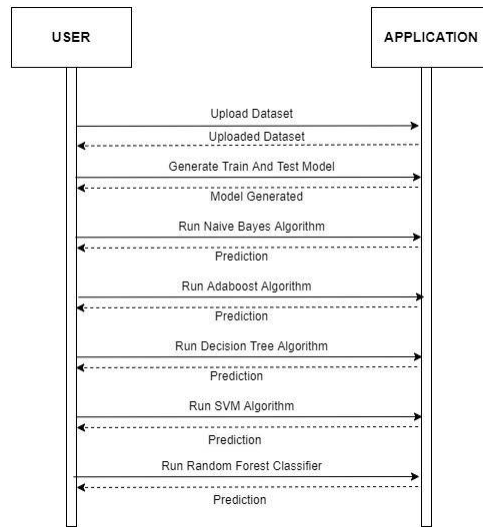 USER
APPLICATION
Upload Dataset
Uploaded Dataset
Generate Train And Test Model
Model Generated
Run Naive Bayes Algorithm
Prediction
Run Adaboost Algorithm
Prediction
Run Decision Tree Algorithm
Prediction
Run SVM Algorithm
Prediction
Run Random Forest Classifier
Prediction